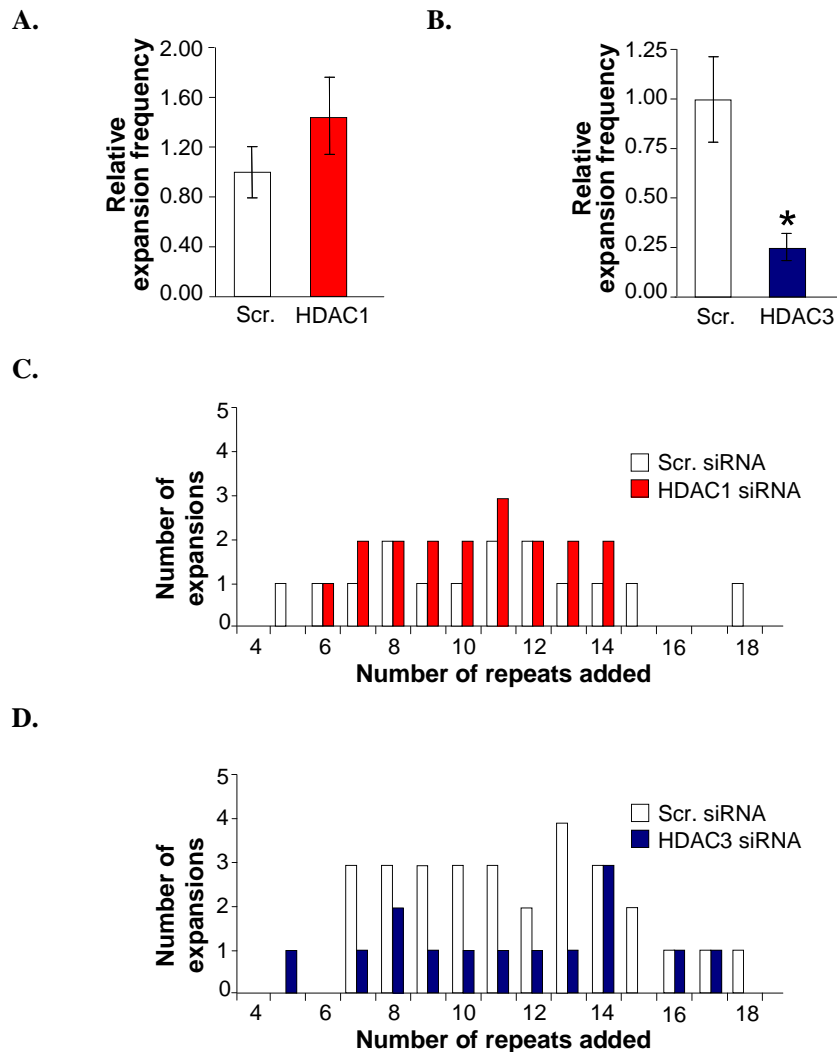 A.
Relative
expansion frequency
2.00
1.60
1.20
0.80
0.40
0.00
Scr. HDAC1
B.
Relative
expansion frequency
1.25
1.00
0.75
0.50
0.25
0.00
*
Scr. HDAC3
C.
Number of
expansions
5
4
3
2
1
0
Scr. siRNA
HDAC1 siRNA
4 6 8 10 12 14 16 18
Number of repeats added
D.
Number of
expansions
5
4
3
2
1
0
Scr. siRNA
HDAC3 siRNA
4 6 8 10 12 14 16 18
Number of repeats added